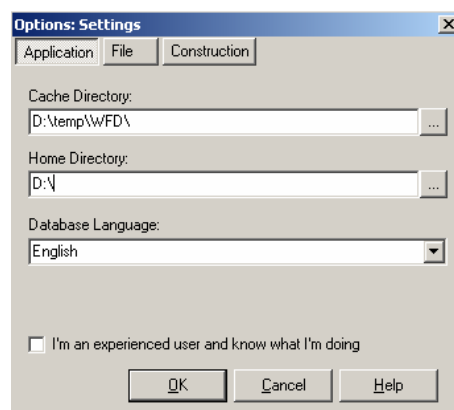 Options: Settings
Application File Construction
Cache Directory:
D:\temp\WFD\
...
Home Directory:
D:\
...
Database Language:
English
I'm an experienced user and know what I'm doing
OK Cancel Help